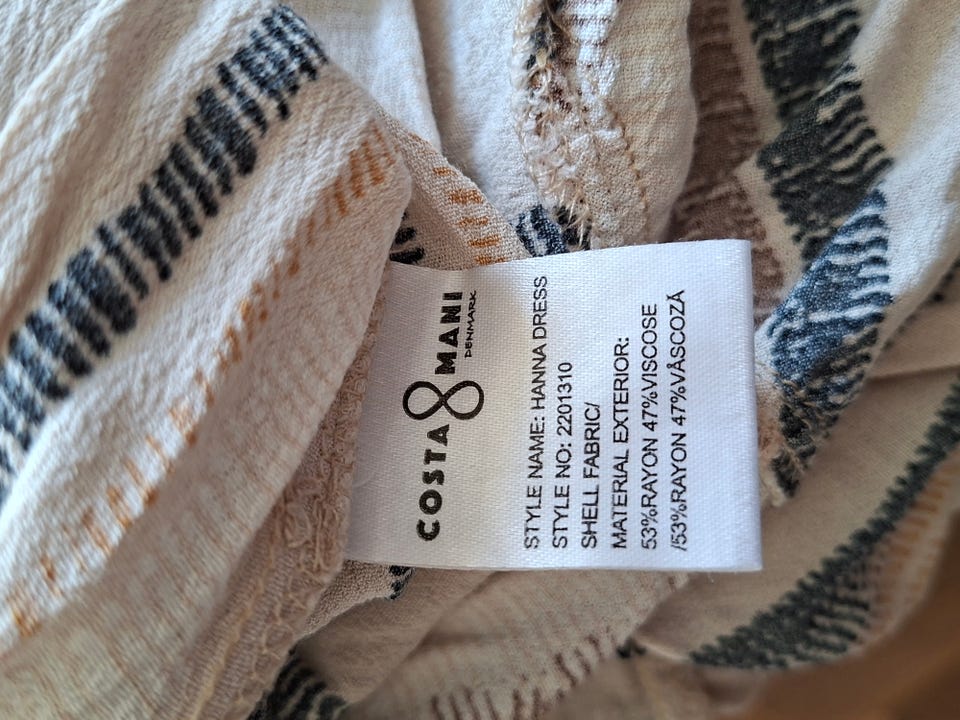 COSTA MANI
DENMARK
STYLE NAME: HANNA DRESS
STYLE NO: 2201310
SHELL FABRIC/
MATERIAL EXTERIOR:
53%RAYON 47%VISCOSE
/53%RAYON 47%VÂSCOZĂ